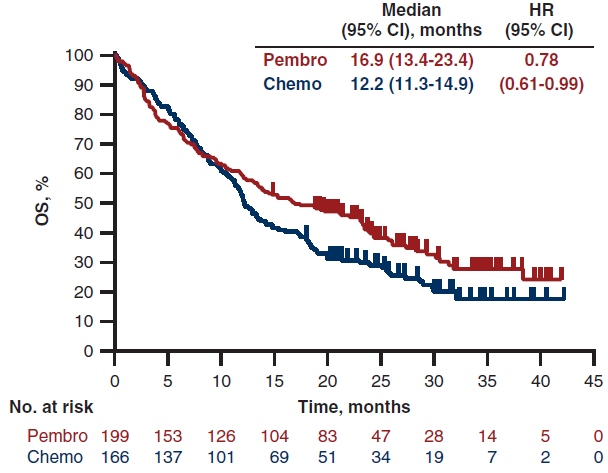 Median HR
(95% CI), months (95% CI)
Pembro 16.9 (13.4-23.4) 0.78
Chemo 12.2 (11.3-14.9) (0.61-0.99)
OS, %
100
90
80
70
60
50
40
30
20
10
0
0 5 10 15 20 25 30 35 40 45
No. at risk Time, months
Pembro 199 153 126 104 83 47 28 14 5 0
Chemo 166 137 101 69 51 34 19 7 2 0